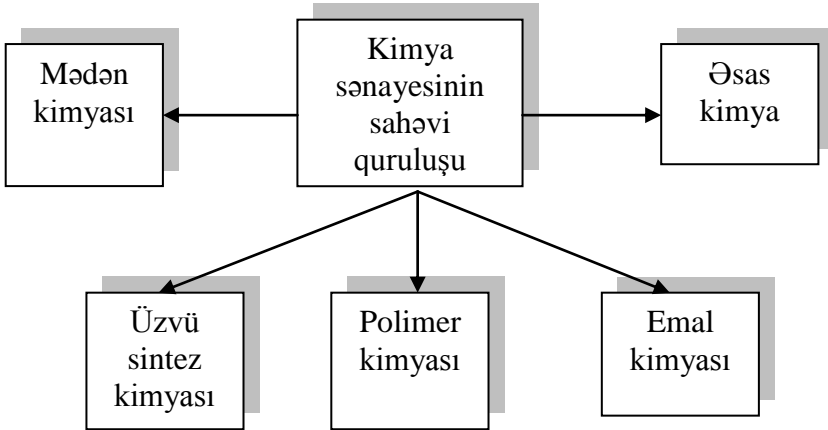 Mədən
kimyası
Kimya
sənayesinin
sahəvi
quruluşu
Əsas
kimya
Üzvü
sintez
kimyası
Polimer
kimyası
Emal
kimyası